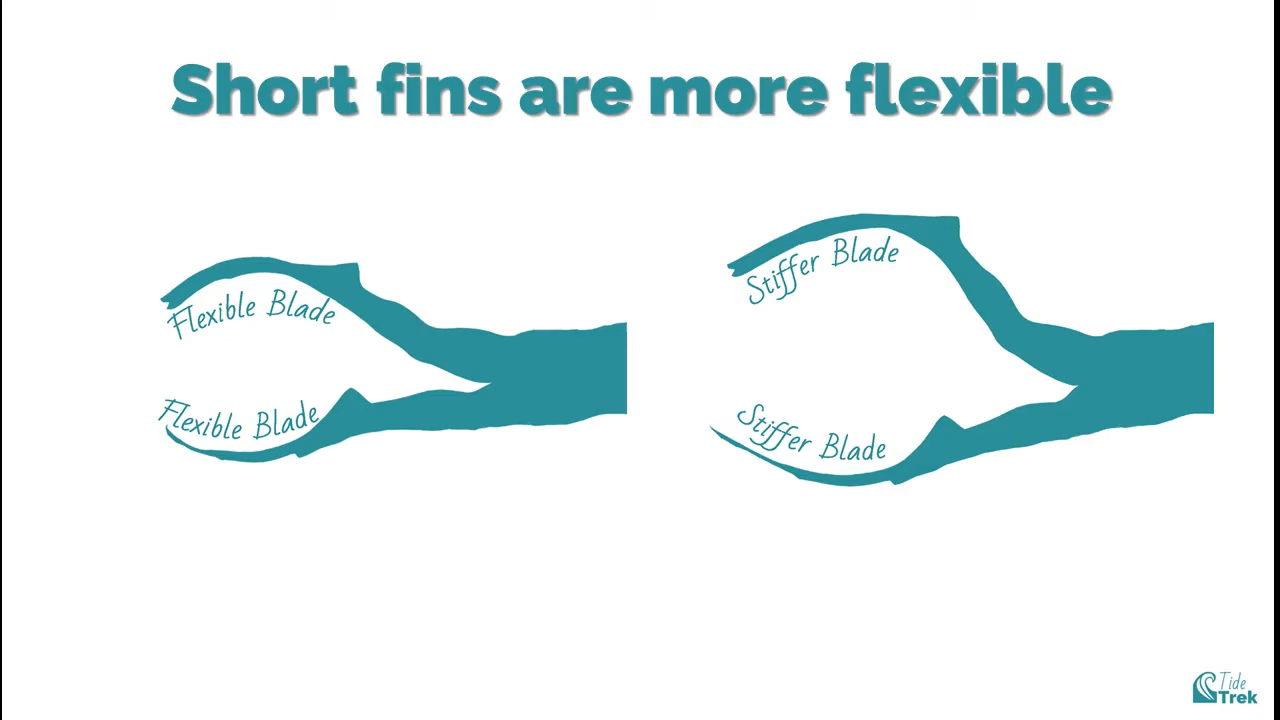 Short fins are more flexible
Flexible Blade
Stiffer Blade
Flexible Blade
Stiffer Blade
Tide
Trek